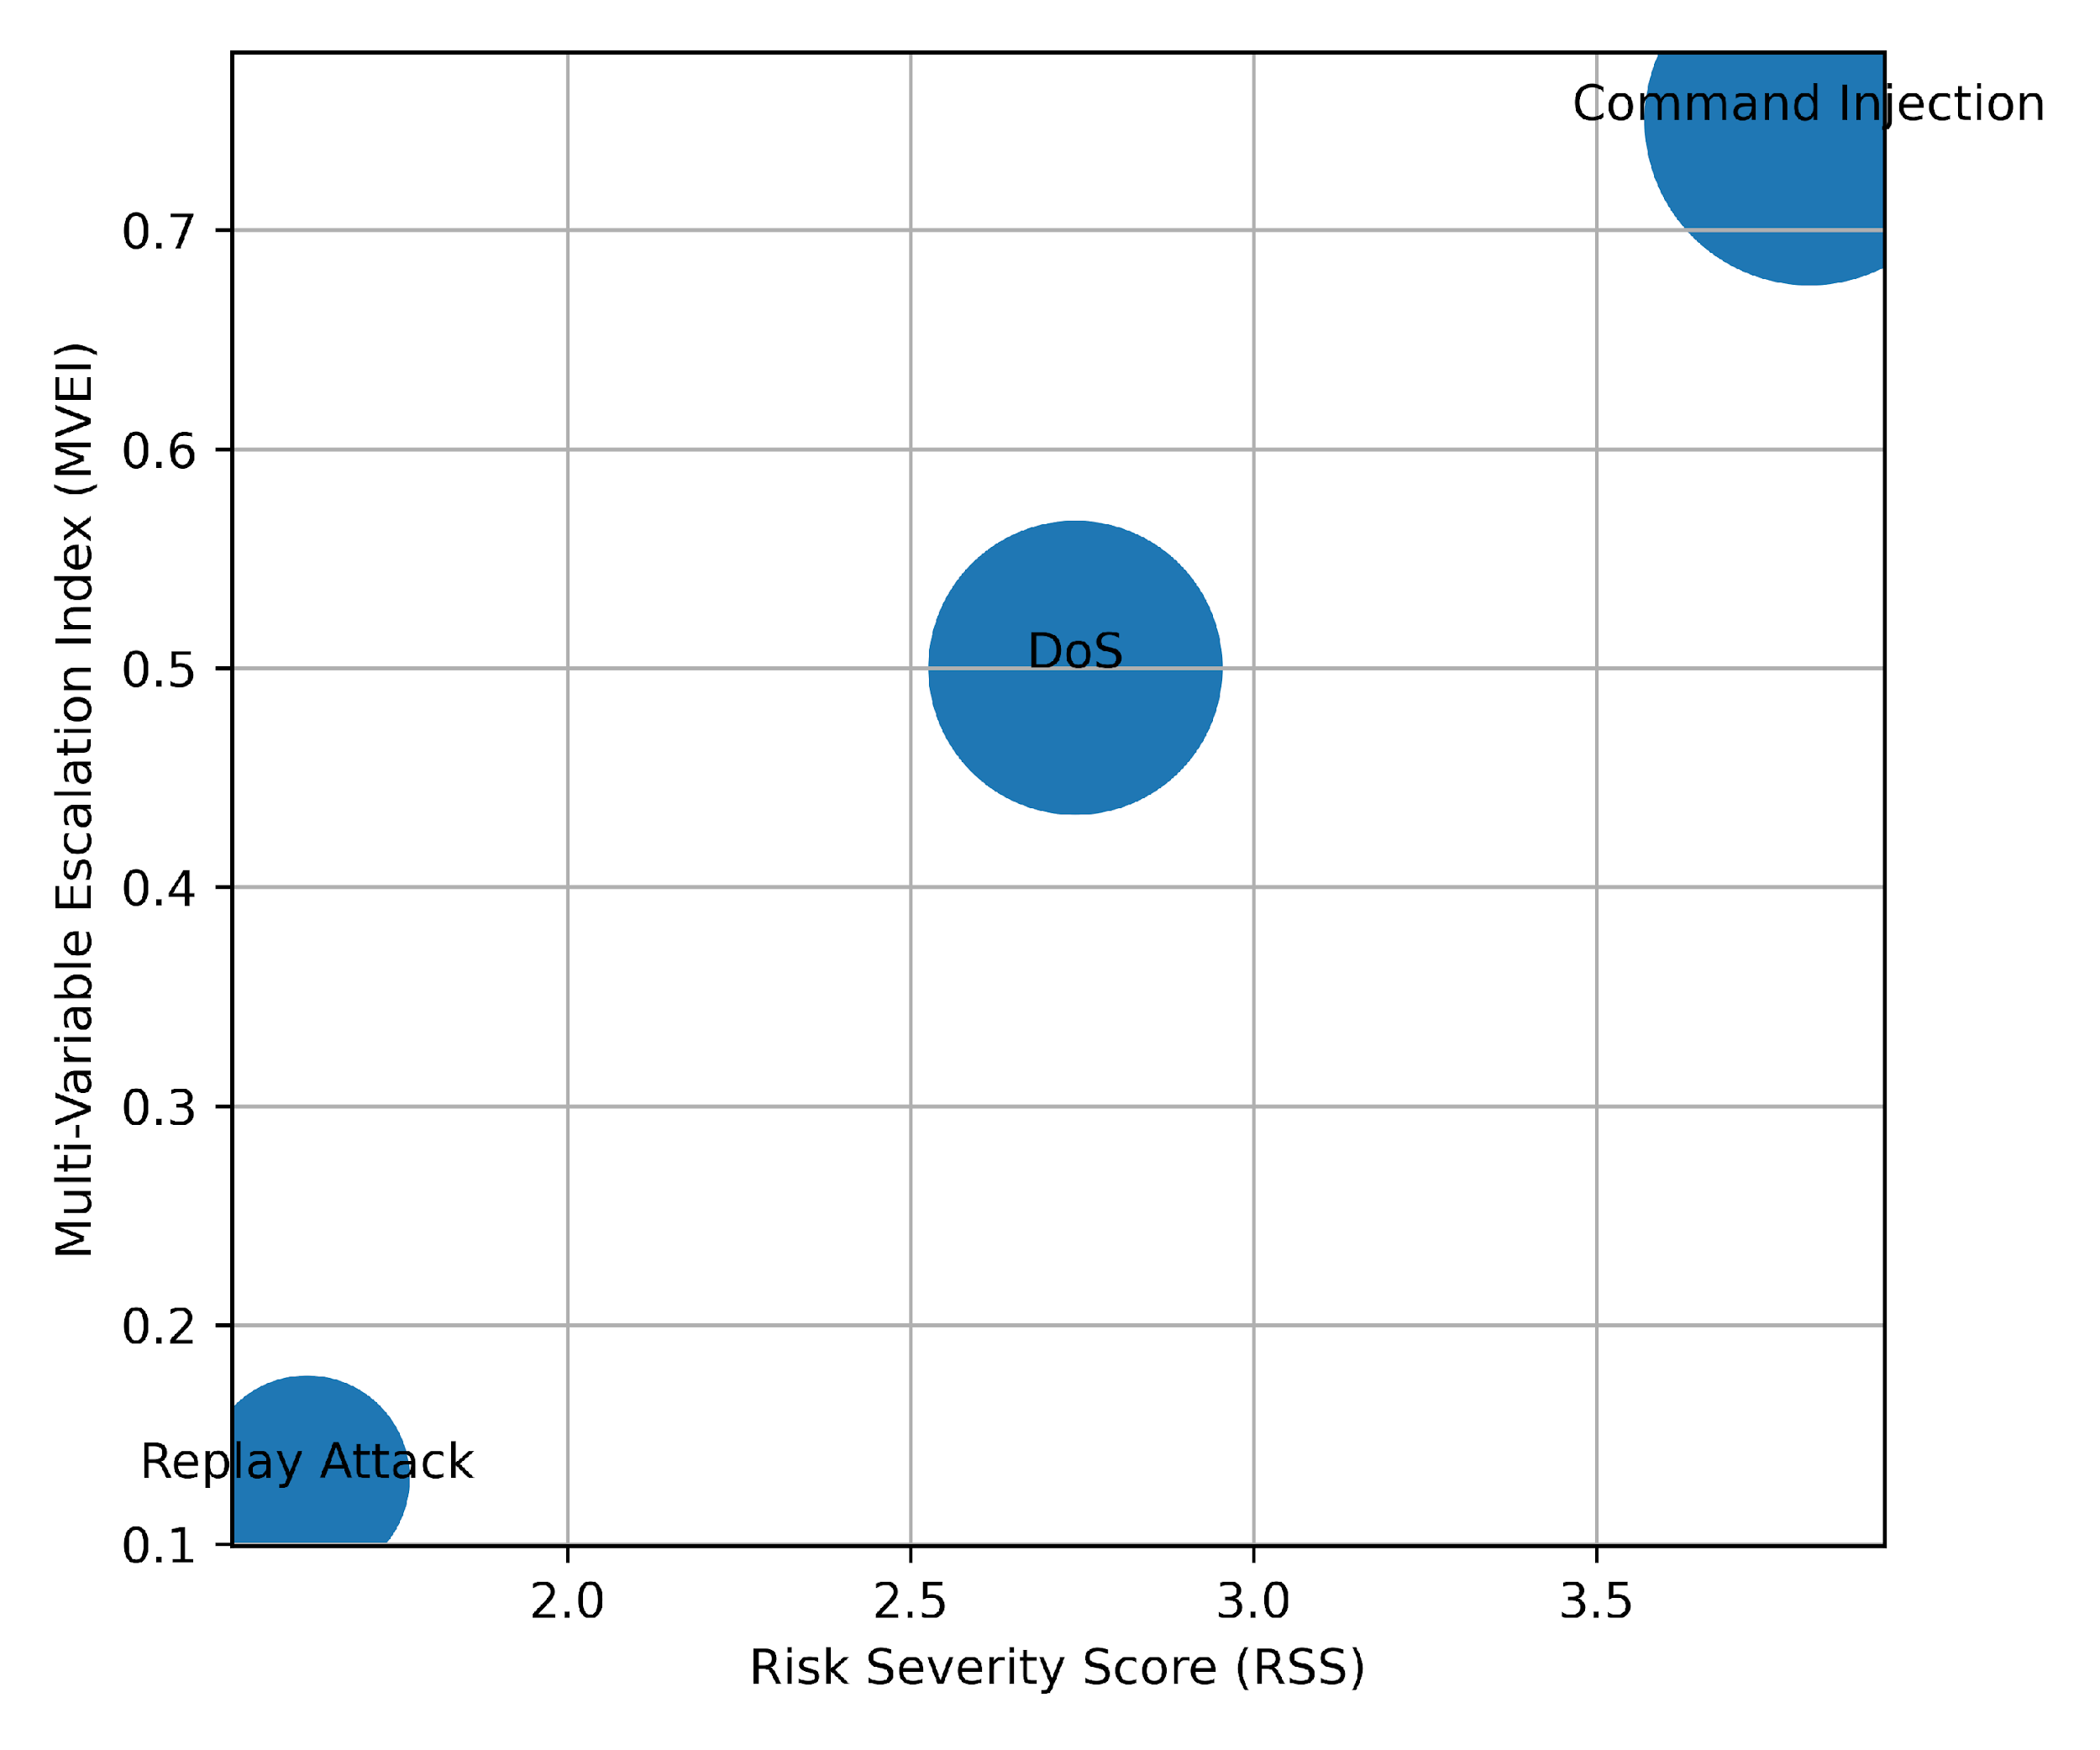 Command Injection
0.7
0.6
DoS
0.5
0.4
0.3
0.2
Replay Attack
0.1
2.0 2.5 3.0 3.5
Risk Severity Score (RSS)
Multi-Variable Escalation Index (MVEI)